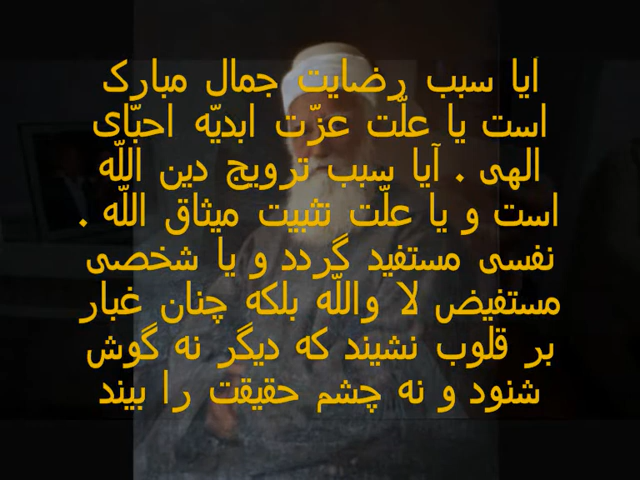 آیا سبب رضایت جمال مبارک
است یا علّت عزّت ابدیّه احبّای
الهی . آیا سبب ترویج دین اللّه
است و یا علّت تثبیت میثاق اللّه .
نفسی مستفید گردد و یا شخصی
مستفیض لا واللّه بلکه چنان غبار
بر قلوب نشیند که دیگر نه گوش
شنود و نه چشم حقیقت را بیند